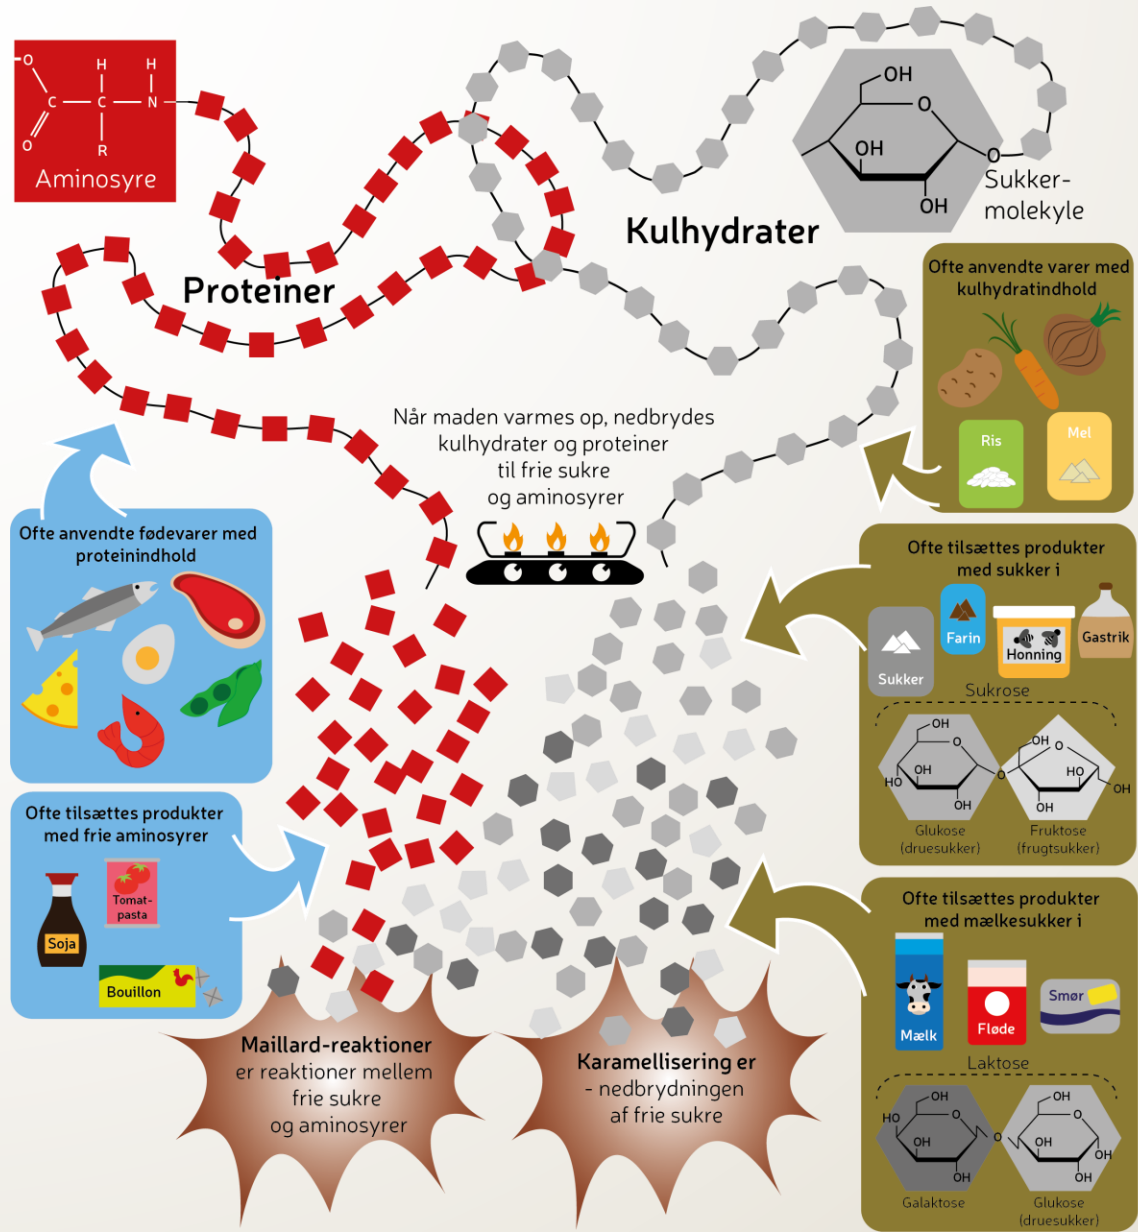 O
H
H
C
C
N
O
R
Aminosyre
OH
O
OH
O
OH
Sukker-
molekyle
Proteiner
Kulhydrater
Ofte anvendte varer med
kulhydratindhold
Ris
Mel
Når maden varmes op, nedbrydes
kulhydrater og proteiner
til frie sukre
og aminosyrer
Ofte anvendte fødevarer med
proteinindhold
Ofte tilsættes produkter
med sukker i
Sukker
Farin
Honning
Gastrik
Sukrose
OH
O
HO
OH
OH
O
OH
O
HO
OH
OH
Glukose
(druesukker)
Fruktose
(frugtsukker)
Ofte tilsættes produkter
med frie aminosyrer
Soja
Tomat-
pasta
Bouillon
Ofte tilsættes produkter
med mælkesukker i
Mælk
Fløde
Smør
Laktose
OH
HO
O
OH
OH
O
OH
O
OH
OH
OH
Galaktose
Glukose
(druesukker)
Maillard-reaktioner
er reaktioner mellem
frie sukre
og aminosyrer
Karamellisering er
- nedbrydningen
af frie sukre